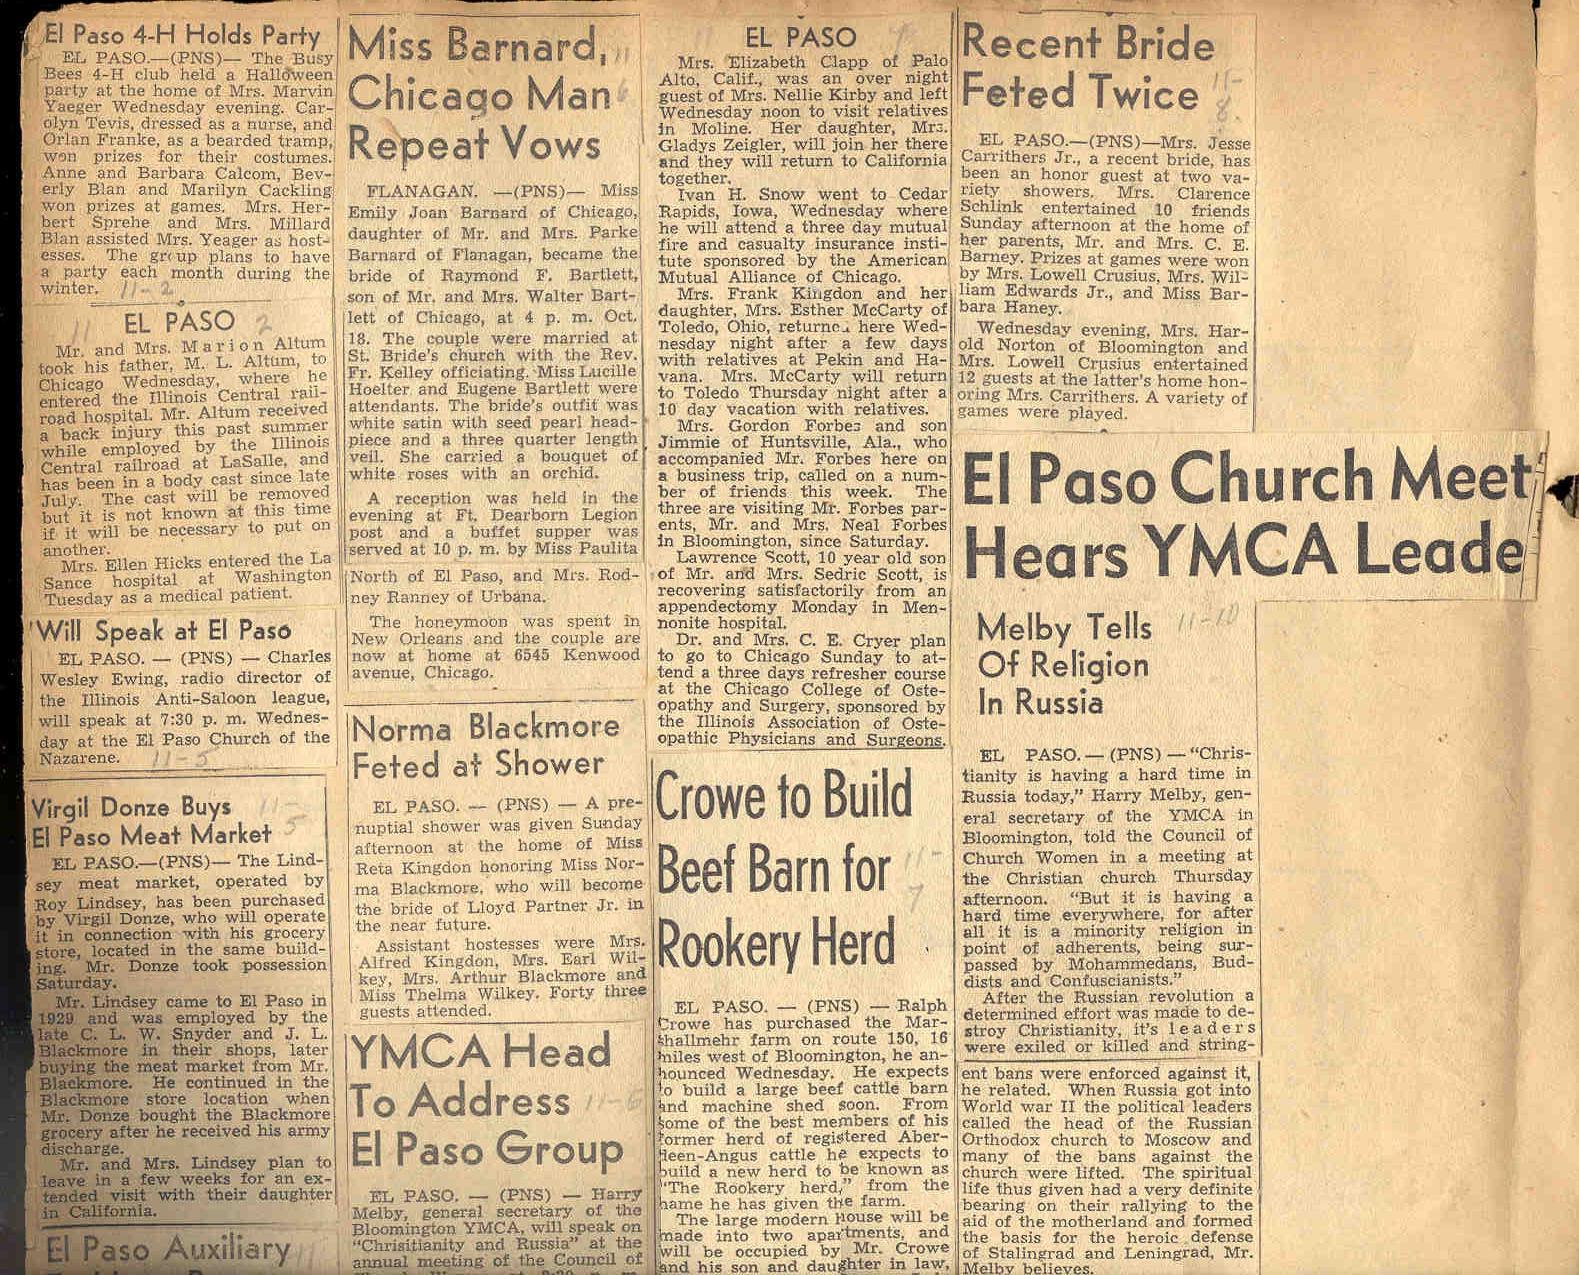 El Paso 4-H Holds Party
EL PASO.—(PNS)— The Busy
Bees 4-H club held a Halloween
party at the home of Mrs. Marvin
Yaeger Wednesday evening. Car-
olyn Tevis, dressed as a nurse, and
Orlan Franke, as a bearded tramp,
won prizes for their costumes.
Anne and Barbara Calcom, Bev-
erly Blan and Marilyn Cackling
won prizes at games. Mrs. Her-
bert Sprehe and Mrs. Millard
Blan assisted Mrs. Yeager as host-
esses. The group plans to have
a party each month during the
winter. 11-2
EL PASO
11 2
Mr. and Mrs. Marion Altum
took his father, M. L. Altum, to
Chicago Wednesday, where he
entered the Illinois Central rail-
road hospital. Mr. Altum received
a back injury this past summer
while employed by the Illinois
Central railroad at LaSalle, and
has been in a body cast since late
July. The cast will be removed
but it is not known at this time
if it will be necessary to put on
another.
Mrs. Ellen Hicks entered the La
Sance hospital at Washington
Tuesday as a medical patient.
Will Speak at El Paso
EL PASO. — (PNS) — Charles
Wesley Ewing, radio director of
the Illinois Anti-Saloon league,
will speak at 7:30 p. m. Wednes-
day at the El Paso Church of the
Nazarene. 11-5
Virgil Donze Buys
El Paso Meat Market
11-5
EL PASO.—(PNS)— The Lind-
sey meat market, operated by
Roy Lindsey, has been purchased
by Virgil Donze, who will operate
it in connection with his grocery
store, located in the same build-
ing. Mr. Donze took possession
Saturday.
Mr. Lindsey came to El Paso in
1929 and was employed by the
late C. L. W. Snyder and J. L.
Blackmore in their shops, later
buying the meat market from Mr.
Blackmore. He continued in the
Blackmore store location when
Mr. Donze bought the Blackmore
grocery after he received his army
discharge.
Mr. and Mrs. Lindsey plan to
leave in a few weeks for an ex-
tended visit with their daughter
in California.
El Paso Auxiliary
Miss Barnard,
Chicago Man
Repeat Vows
11 6
FLANAGAN. —(PNS)— Miss
Emily Joan Barnard of Chicago,
daughter of Mr. and Mrs. Parke
Barnard of Flanagan, became the
bride of Raymond F. Bartlett,
son of Mr. and Mrs. Walter Bart-
lett of Chicago, at 4 p. m. Oct.
18. The couple were married at
St. Bride's church with the Rev.
Fr. Kelley officiating. Miss Lucille
Hoelter and Eugene Bartlett were
attendants. The bride's outfit was
white satin with seed pearl head-
piece and a three quarter length
veil. She carried a bouquet of
white roses with an orchid.
A reception was held in the
evening at Ft. Dearborn Legion
post and a buffet supper was
served at 10 p. m. by Miss Paulita
North of El Paso, and Mrs. Rod-
ney Ranney of Urbana.
The honeymoon was spent in
New Orleans and the couple are
now at home at 6545 Kenwood
avenue, Chicago.
Norma Blackmore
Feted at Shower
EL PASO. — (PNS) — A pre-
nuptial shower was given Sunday
afternoon at the home of Miss
Reta Kingdon honoring Miss Nor-
ma Blackmore, who will become
the bride of Lloyd Partner Jr. in
the near future.
Assistant hostesses were Mrs.
Alfred Kingdon, Mrs. Earl Wil-
key, Mrs. Arthur Blackmore and
Miss Thelma Wilkey. Forty three
guests attended.
YMCA Head
To Address
El Paso Group
11-6
EL PASO. — (PNS) — Harry
Melby, general secretary of the
Bloomington YMCA, will speak on
"Chrisitianity and Russia" at the
annual meeting of the Council of
EL PASO
Mrs. Elizabeth Clapp of Palo
Alto, Calif., was an over night
guest of Mrs. Nellie Kirby and left
Wednesday noon to visit relatives
in Moline. Her daughter, Mrs.
Gladys Zeigler, will join her there
and they will return to California
together.
Ivan H. Snow went to Cedar
Rapids, Iowa, Wednesday where
he will attend a three day mutual
fire and casualty insurance insti-
tute sponsored by the American
Mutual Alliance of Chicago.
Mrs. Frank Kingdon and her
daughter, Mrs. Esther McCarty of
Toledo, Ohio, returned here Wed-
nesday night after a few days
with relatives at Pekin and Ha-
vana. Mrs. McCarty will return
to Toledo Thursday night after a
10 day vacation with relatives.
Mrs. Gordon Forbes and son
Jimmie of Huntsville, Ala., who
accompanied Mr. Forbes here on
a business trip, called on a num-
ber of friends this week. The
three are visiting Mr. Forbes par-
ents, Mr. and Mrs. Neal Forbes
in Bloomington, since Saturday.
Lawrence Scott, 10 year old son
of Mr. and Mrs. Sedric Scott, is
recovering satisfactorily from an
appendectomy Monday in Men-
nonite hospital.
Dr. and Mrs. C. E. Cryer plan
to go to Chicago Sunday to at-
tend a three days refresher course
at the Chicago College of Oste-
opathy and Surgery, sponsored by
the Illinois Association of Oste-
opathic Physicians and Surgeons.
Crowe to Build
Beef Barn for
Rookery Herd
11-7
EL PASO. — (PNS) — Ralph
Crowe has purchased the Mar-
shallmehr farm on route 150, 16
miles west of Bloomington, he an-
nounced Wednesday. He expects
to build a large beef cattle barn
and machine shed soon. From
some of the best members of his
former herd of registered Aber-
deen-Angus cattle he expects to
build a new herd to be known as
"The Rookery herd," from the
name he has given the farm.
The large modern house will be
made into two apartments, and
will be occupied by Mr. Crowe
and his son and daughter in law,
Recent Bride
Feted Twice
11-8.
EL PASO.—(PNS)—Mrs. Jesse
Carrithers Jr., a recent bride, has
been an honor guest at two va-
riety showers. Mrs. Clarence
Schlink entertained 10 friends
Sunday afternoon at the home of
her parents, Mr. and Mrs. C. E.
Barney. Prizes at games were won
by Mrs. Lowell Crusius, Mrs. Wil-
liam Edwards Jr., and Miss Bar-
bara Haney.
Wednesday evening, Mrs. Har-
old Norton of Bloomington and
Mrs. Lowell Crusius entertained
12 guests at the latter's home hon-
oring Mrs. Carrithers. A variety of
games were played.
El Paso Church Meet
Hears YMCA Leade
Melby Tells
Of Religion
In Russia
11-10
EL PASO. — (PNS) — "Chris-
tianity is having a hard time in
Russia today," Harry Melby, gen-
eral secretary of the YMCA in
Bloomington, told the Council of
Church Women in a meeting at
the Christian church Thursday
afternoon. "But it is having a
hard time everywhere, for after
all it is a minority religion in
point of adherents, being sur-
passed by Mohammedans, Bud-
dists and Confuscianists."
After the Russian revolution a
determined effort was made to de-
stroy Christianity, it's leaders
were exiled or killed and string-
ent bans were enforced against it,
he related. When Russia got into
World war II the political leaders
called the head of the Russian
Orthodox church to Moscow and
many of the bans against the
church were lifted. The spiritual
life thus given had a very definite
bearing on their rallying to the
aid of the motherland and formed
the basis for the heroic defense
of Stalingrad and Leningrad, Mr.
Melby believes.